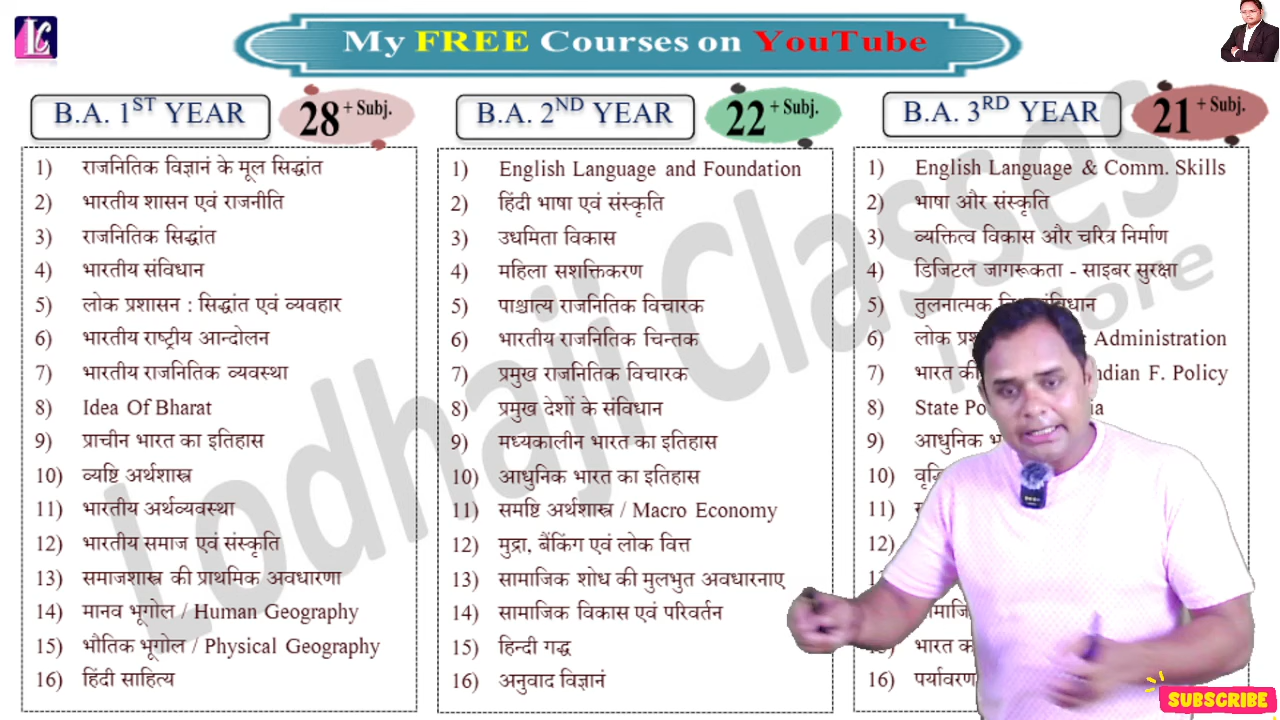 LC
My FREE Courses on YouTube
B.A. 1ST YEAR
28+ Subj.
1) राजनितिक विज्ञानं के मूल सिद्धांत
2) भारतीय शासन एवं राजनीति
3) राजनितिक सिद्धांत
4) भारतीय संविधान
5) लोक प्रशासन : सिद्धांत एवं व्यवहार
6) भारतीय राष्ट्रीय आन्दोलन
7) भारतीय राजनितिक व्यवस्था
8) Idea Of Bharat
9) प्राचीन भारत का इतिहास
10) व्यष्टि अर्थशास्त्र
11) भारतीय अर्थव्यवस्था
12) भारतीय समाज एवं संस्कृति
13) समाजशास्त्र की प्राथमिक अवधारणा
14) मानव भूगोल / Human Geography
15) भौतिक भूगोल / Physical Geography
16) हिंदी साहित्य
B.A. 2ND YEAR
22+ Subj.
1) English Language and Foundation
2) हिंदी भाषा एवं संस्कृति
3) उधमिता विकास
4) महिला सशक्तिकरण
5) पाश्चात्य राजनितिक विचारक
6) भारतीय राजनितिक चिन्तक
7) प्रमुख राजनितिक विचारक
8) प्रमुख देशों के संविधान
9) मध्यकालीन भारत का इतिहास
10) आधुनिक भारत का इतिहास
11) समष्टि अर्थशास्त्र / Macro Economy
12) मुद्रा, बैंकिंग एवं लोक वित्त
13) सामाजिक शोध की मुलभुत अवधारनाए
14) सामाजिक विकास एवं परिवर्तन
15) हिन्दी गद्ध
16) अनुवाद विज्ञानं
B.A. 3RD YEAR
21+ Subj.
1) English Language & Comm. Skills
2) भाषा और संस्कृति
3) व्यक्तित्व विकास और चरित्र निर्माण
4) डिजिटल जागरूकता - साइबर सुरक्षा
5) तुलनात्मक
6) लोक Administration
7) भारत F. Policy
8) State
9) आधुनिक
10)
11)
12)
15) भारत
16) पर्यावरण
Lodhaji Classes
SUBSCRIBE